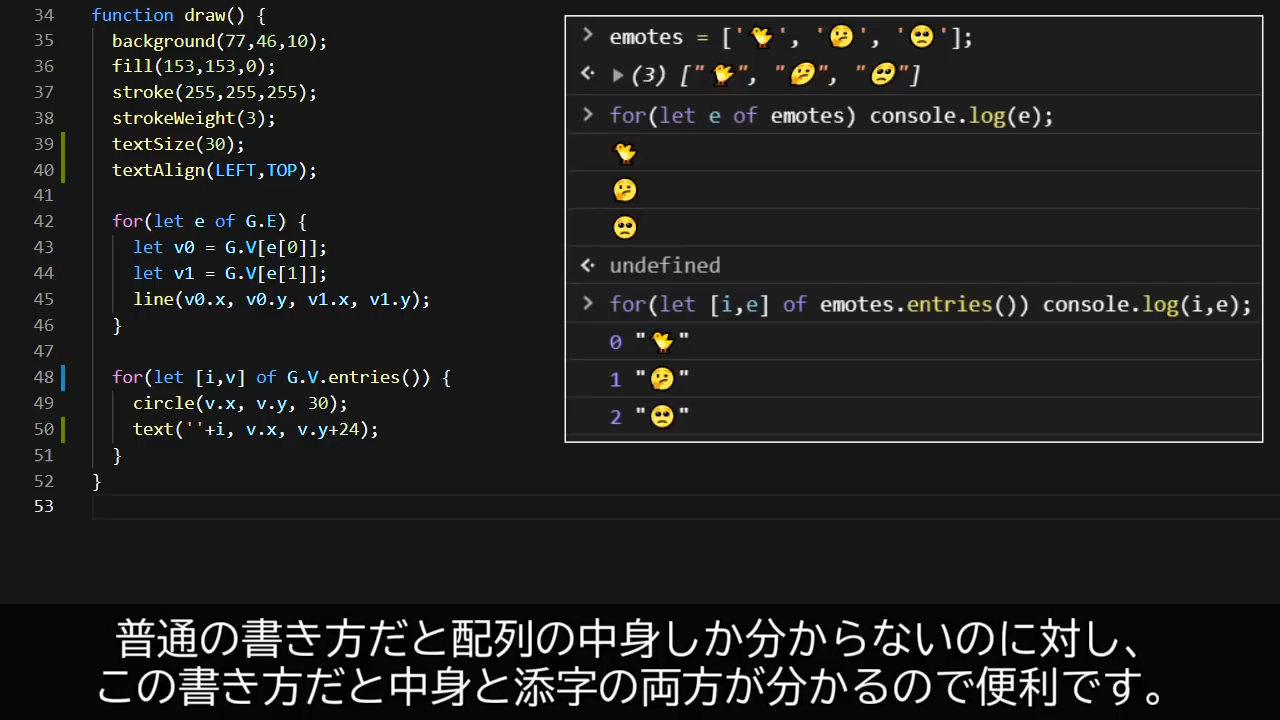 34 function draw() {
35 background(77,46,10);
36 fill(153,153,0);
37 stroke(255,255,255);
38 strokeWeight(3);
39 textSize(30);
40 textAlign(LEFT,TOP);
41
42 for(let e of G.E) {
43 let v0 = G.V[e[0]];
44 let v1 = G.V[e[1]];
45 line(v0.x, v0.y, v1.x, v1.y);
46 }
47
48 for(let [i,v] of G.V.entries()) {
49 circle(v.x, v.y, 30);
50 text(''+i, v.x, v.y+24);
51 }
52 }
53
> emotes = ['🐤', '🤔', '🥺'];
(3) ["🐤", "🤔", "🥺"]
> for(let e of emotes) console.log(e);
🐤
🤔
🥺
undefined
> for(let [i,e] of emotes.entries()) console.log(i,e);
0 "🐤"
1 "🤔"
2 "🥺"
普通の書き方だと配列の中身しか分からないのに対し、
この書き方だと中身と添字の両方が分かるので便利です。